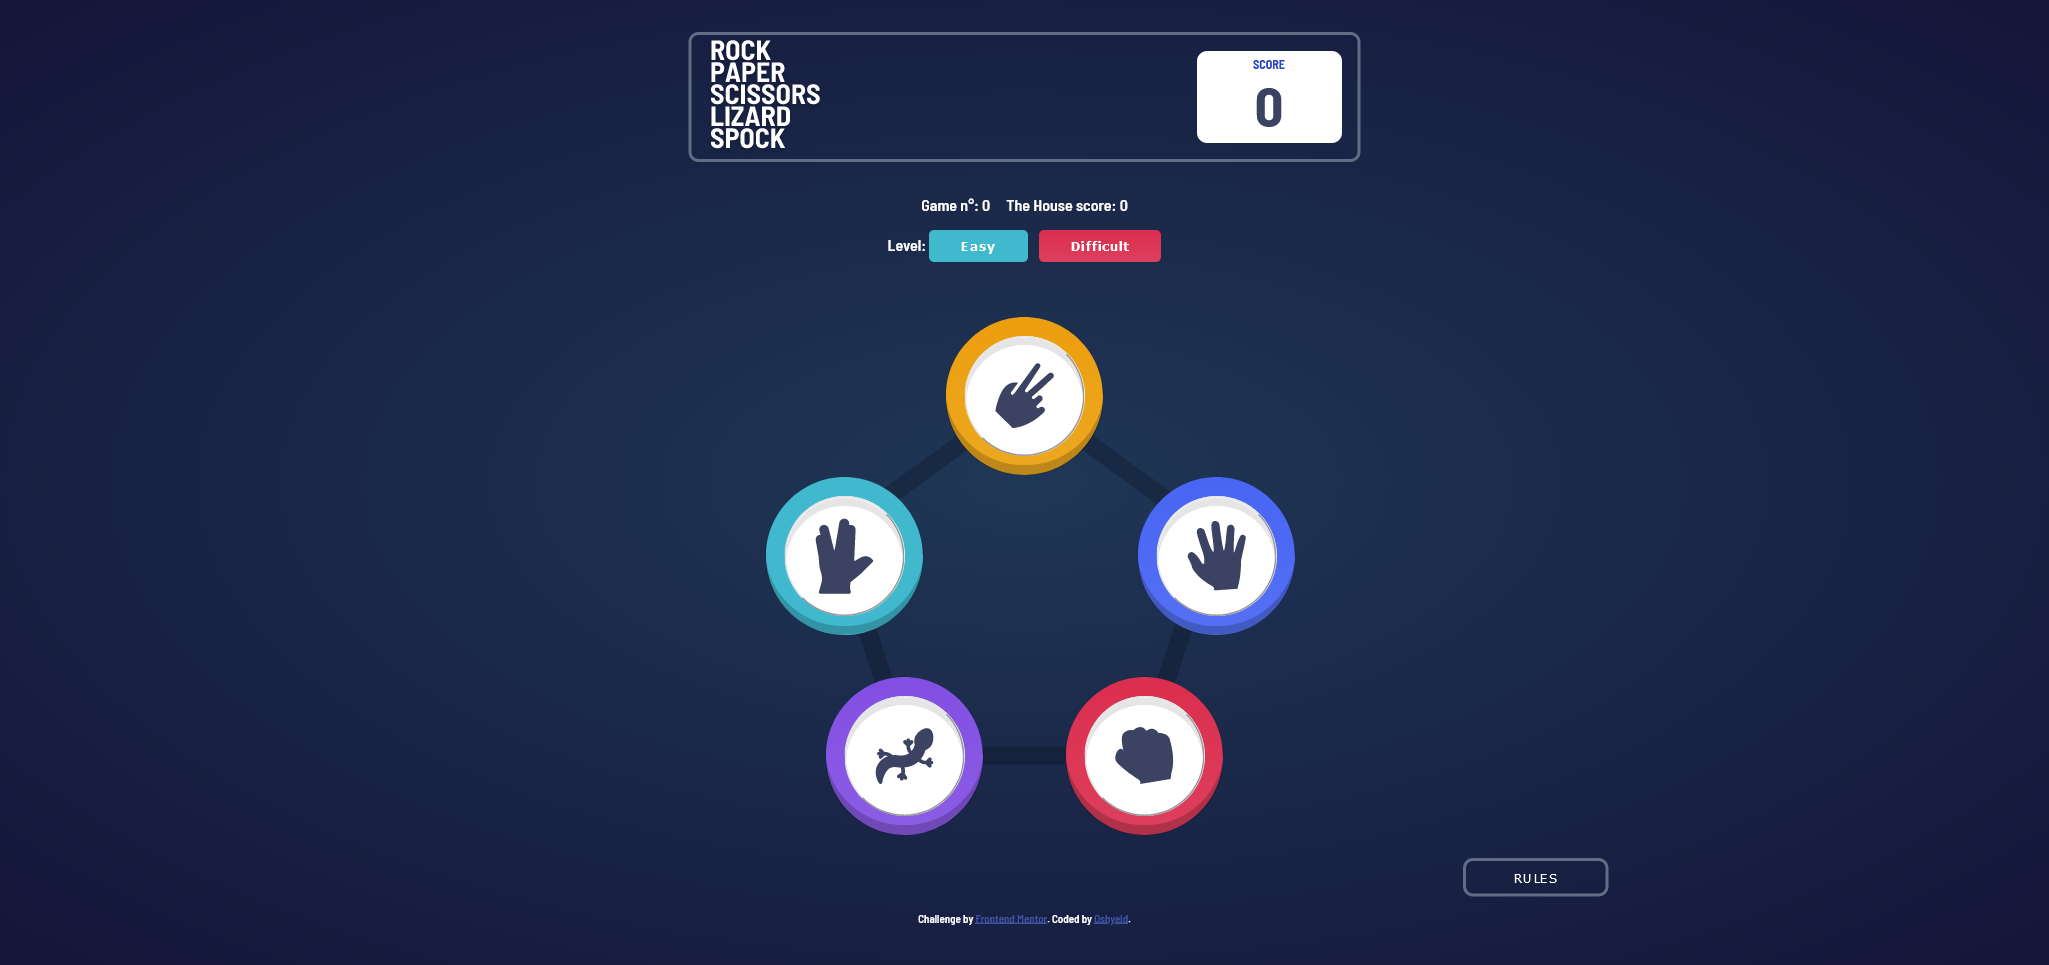 ROCK
PAPER
SCISSORS
LIZARD
SPOCK
SCORE
0
Game n°: 0 The House score: 0
Level: Easy Difficult
RULES
Challenge by Frontend Mentor. Coded by Osbyeld.